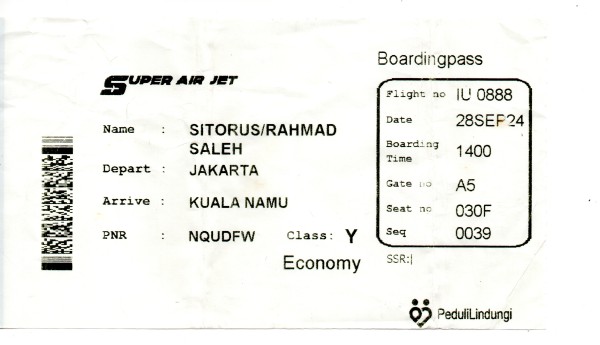 Boardingpass
SUPER AIR JET
Name : SITORUS/RAHMAD
SALEH
Depart : JAKARTA
Arrive : KUALA NAMU
PNR : NQUDFW Class: Y
Economy
Flight no IU 0888
Date 28SEP24
Boarding
Time 1400
Gate no A5
Seat no 030F
Seq 0039
SSR:
PeduliLindungi